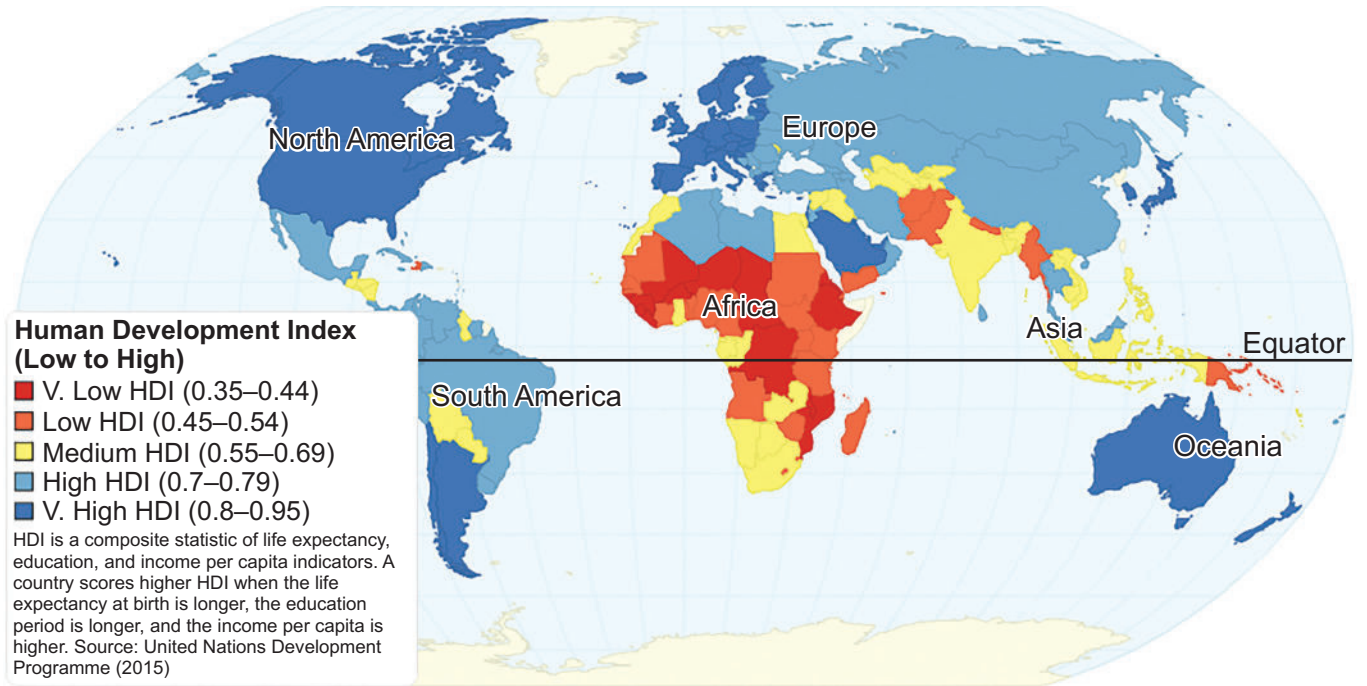 North America
Europe
Africa
Asia
Equator
South America
Oceania
Human Development Index
(Low to High)
V. Low HDI (0.35–0.44)
Low HDI (0.45–0.54)
Medium HDI (0.55–0.69)
High HDI (0.7–0.79)
V. High HDI (0.8–0.95)
HDI is a composite statistic of life expectancy,
education, and income per capita indicators. A
country scores higher HDI when the life
expectancy at birth is longer, the education
period is longer, and the income per capita is
higher. Source: United Nations Development
Programme (2015)